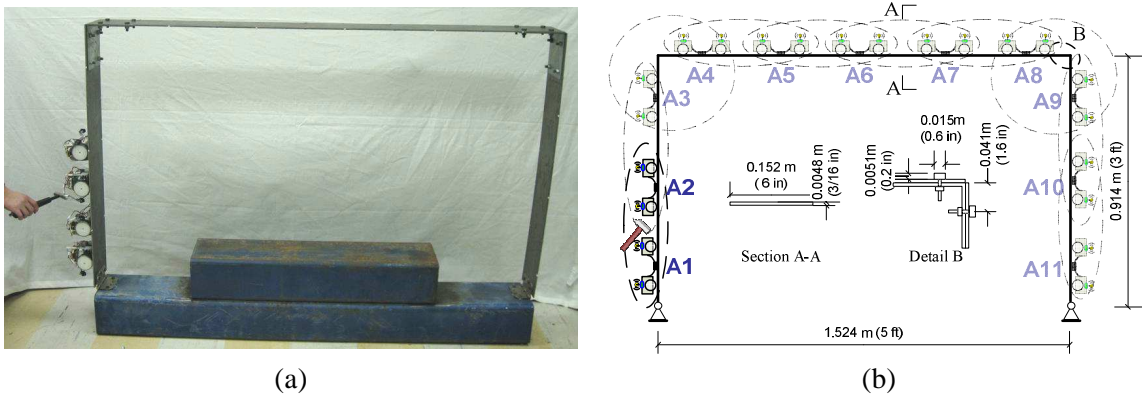 A
B
A4
A5
A6
A7
A8
A
A3
A9
0.015m
(0.6 in)
0.041m
(1.6 in)
0.152 m
(6 in)
0.0048 m
(3/16 in)
0.0051m
(0.2 in)
A2
A10
0.914 m (3 ft)
Section A-A
Detail B
A1
A11
1.524 m (5 ft)
(a)
(b)